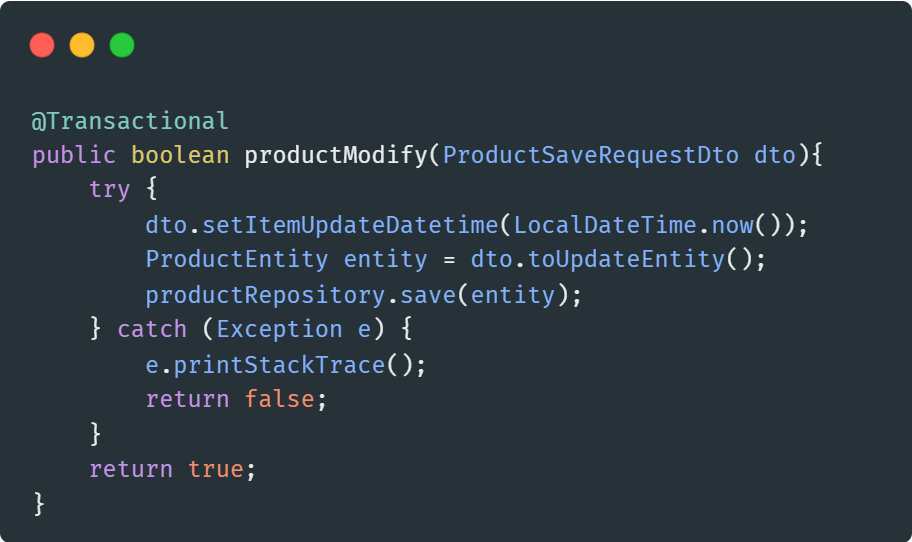 @Transactional
public boolean productModify(ProductSaveRequestDto dto){
    try {
        dto.setItemUpdateDatetime(LocalDateTime.now());
        ProductEntity entity = dto.toUpdateEntity();
        productRepository.save(entity);
    } catch (Exception e) {
        e.printStackTrace();
        return false;
    }
    return true;
}